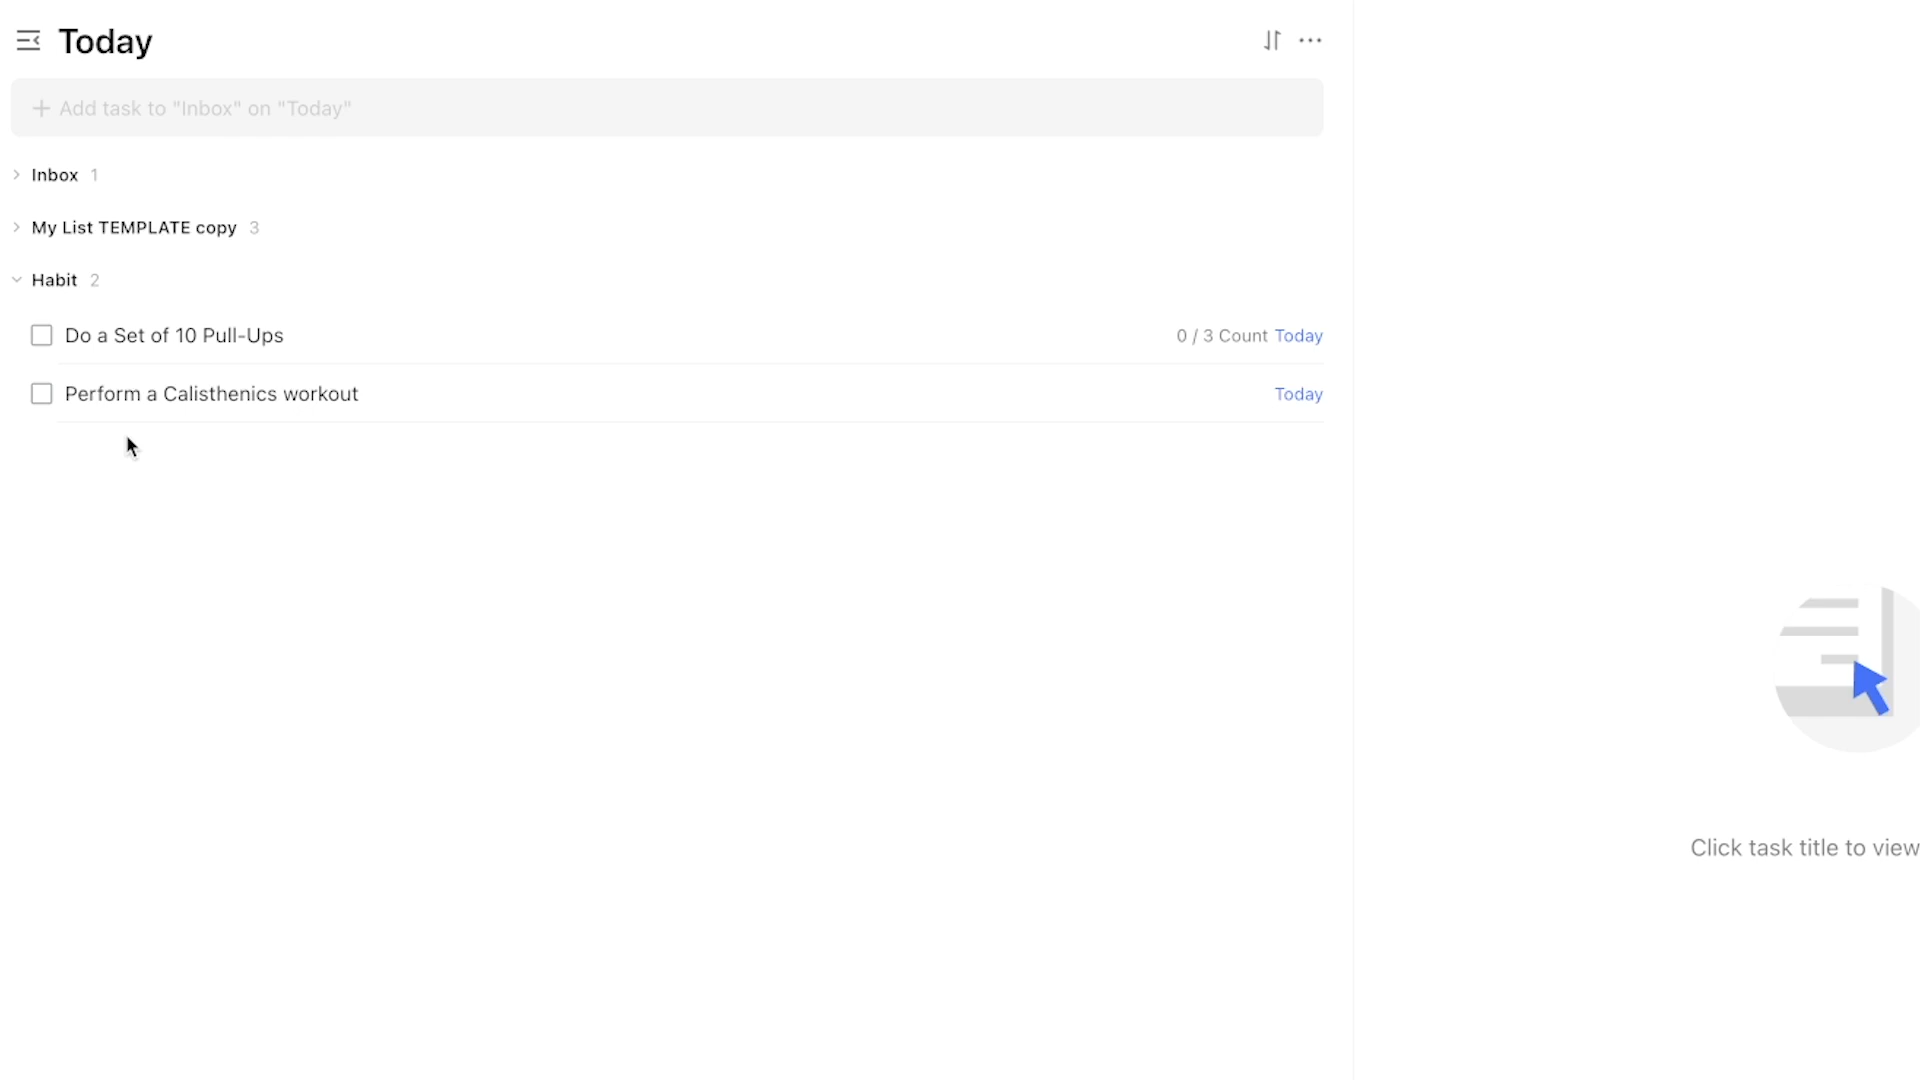 Today
Add task to "Inbox" on "Today"
Inbox 1
My List TEMPLATE copy 3
Habit 2
Do a Set of 10 Pull-Ups 0 / 3 Count Today
Perform a Calisthenics workout Today
Click task title to view